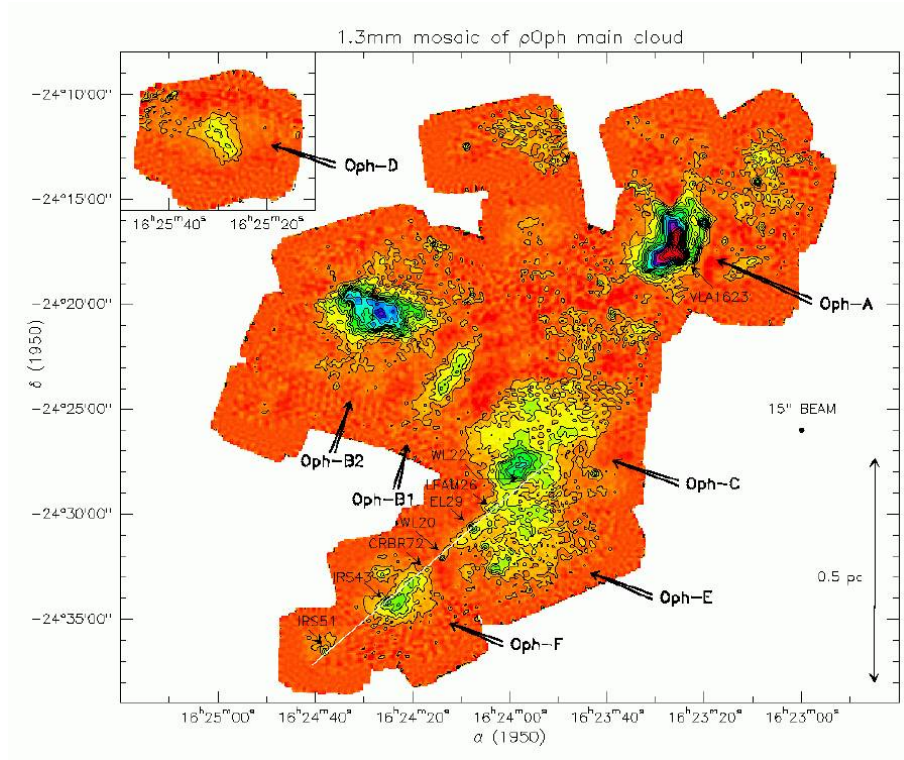 1.3mm mosaic of ρOph main cloud
-24°10'00"
-24°15'00"
-24°20'00"
-24°25'00"
-24°30'00"
-24°35'00"
δ (1950)
Oph-D
16ʰ25ᵐ40ˢ 16ʰ25ᵐ20ˢ
VLA1623
Oph-A
15" BEAM
Oph-B2
WL22
Oph-B1
LFAM26
EL29
Oph-C
WL20
CRBR72
IRS43
Oph-E
0.5 pc
IRS51
Oph-F
16ʰ25ᵐ00ˢ 16ʰ24ᵐ40ˢ 16ʰ24ᵐ20ˢ 16ʰ24ᵐ00ˢ 16ʰ23ᵐ40ˢ 16ʰ23ᵐ20ˢ 16ʰ23ᵐ00ˢ
α (1950)